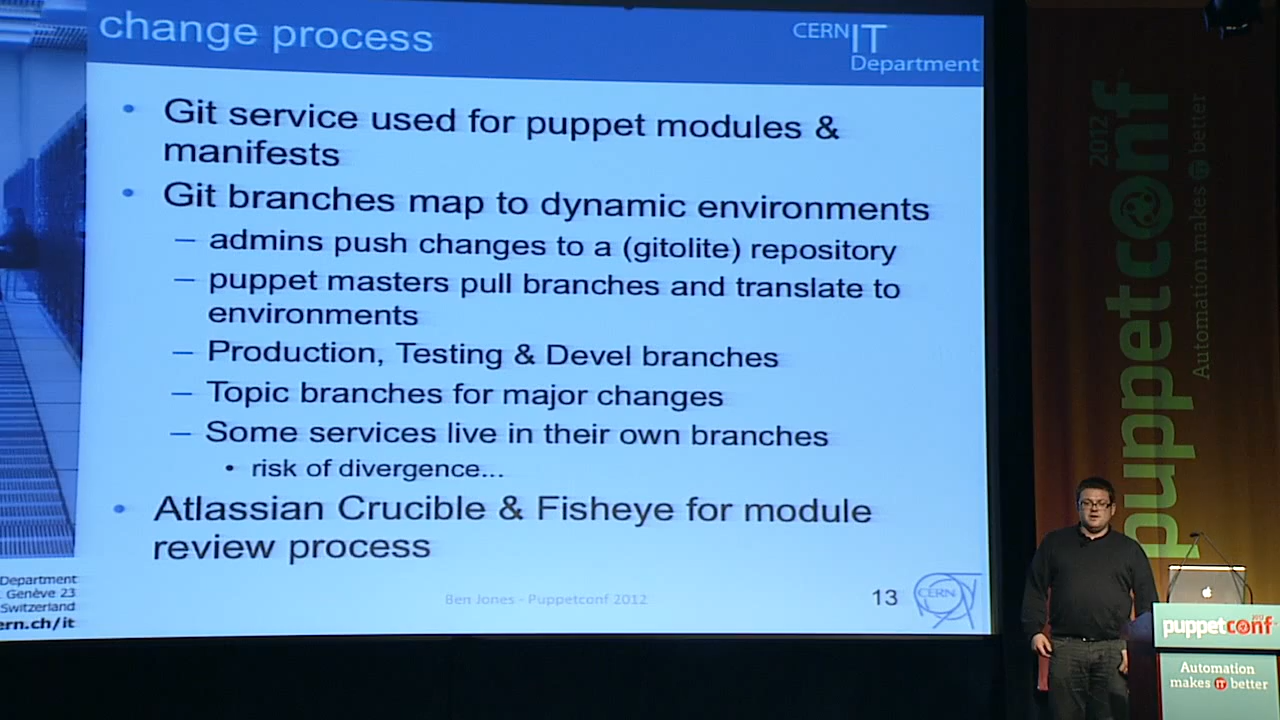 change process
CERN IT
Department
• Git service used for puppet modules &
manifests
• Git branches map to dynamic environments
– admins push changes to a (gitolite) repository
– puppet masters pull branches and translate to
environments
– Production, Testing & Devel branches
– Topic branches for major changes
– Some services live in their own branches
• risk of divergence...
• Atlassian Crucible & Fisheye for module
review process
Department
Genève 23
Switzerland
ern.ch/it
Ben Jones - Puppetconf 2012
13
CERN
puppetconf
2012
Automation makes IT better
puppetconf
2012
Automation
makes IT better